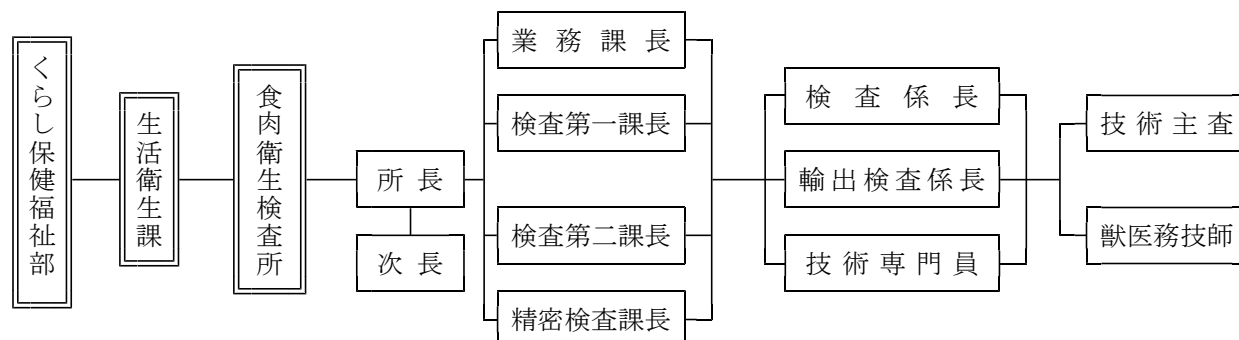 くらし保健福祉部
生活衛生課
食肉衛生検査所
所長
次長
業務課長
検査第一課長
検査第二課長
精密検査課長
検査係長
輸出検査係長
技術専門員
技術主査
獣医務技師